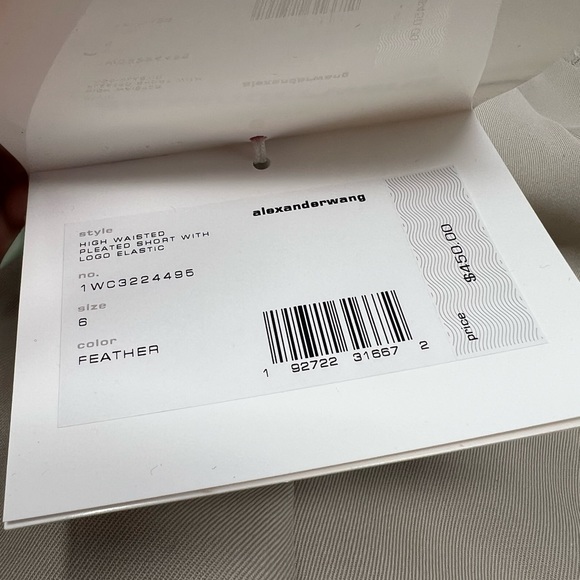 alexanderwang
style
HIGH WAISTED
PLEATED SHORT WITH
LOGO ELASTIC
no.
1WC3224495
size
6
color
FEATHER
1 92722 31667 2
price $450.00